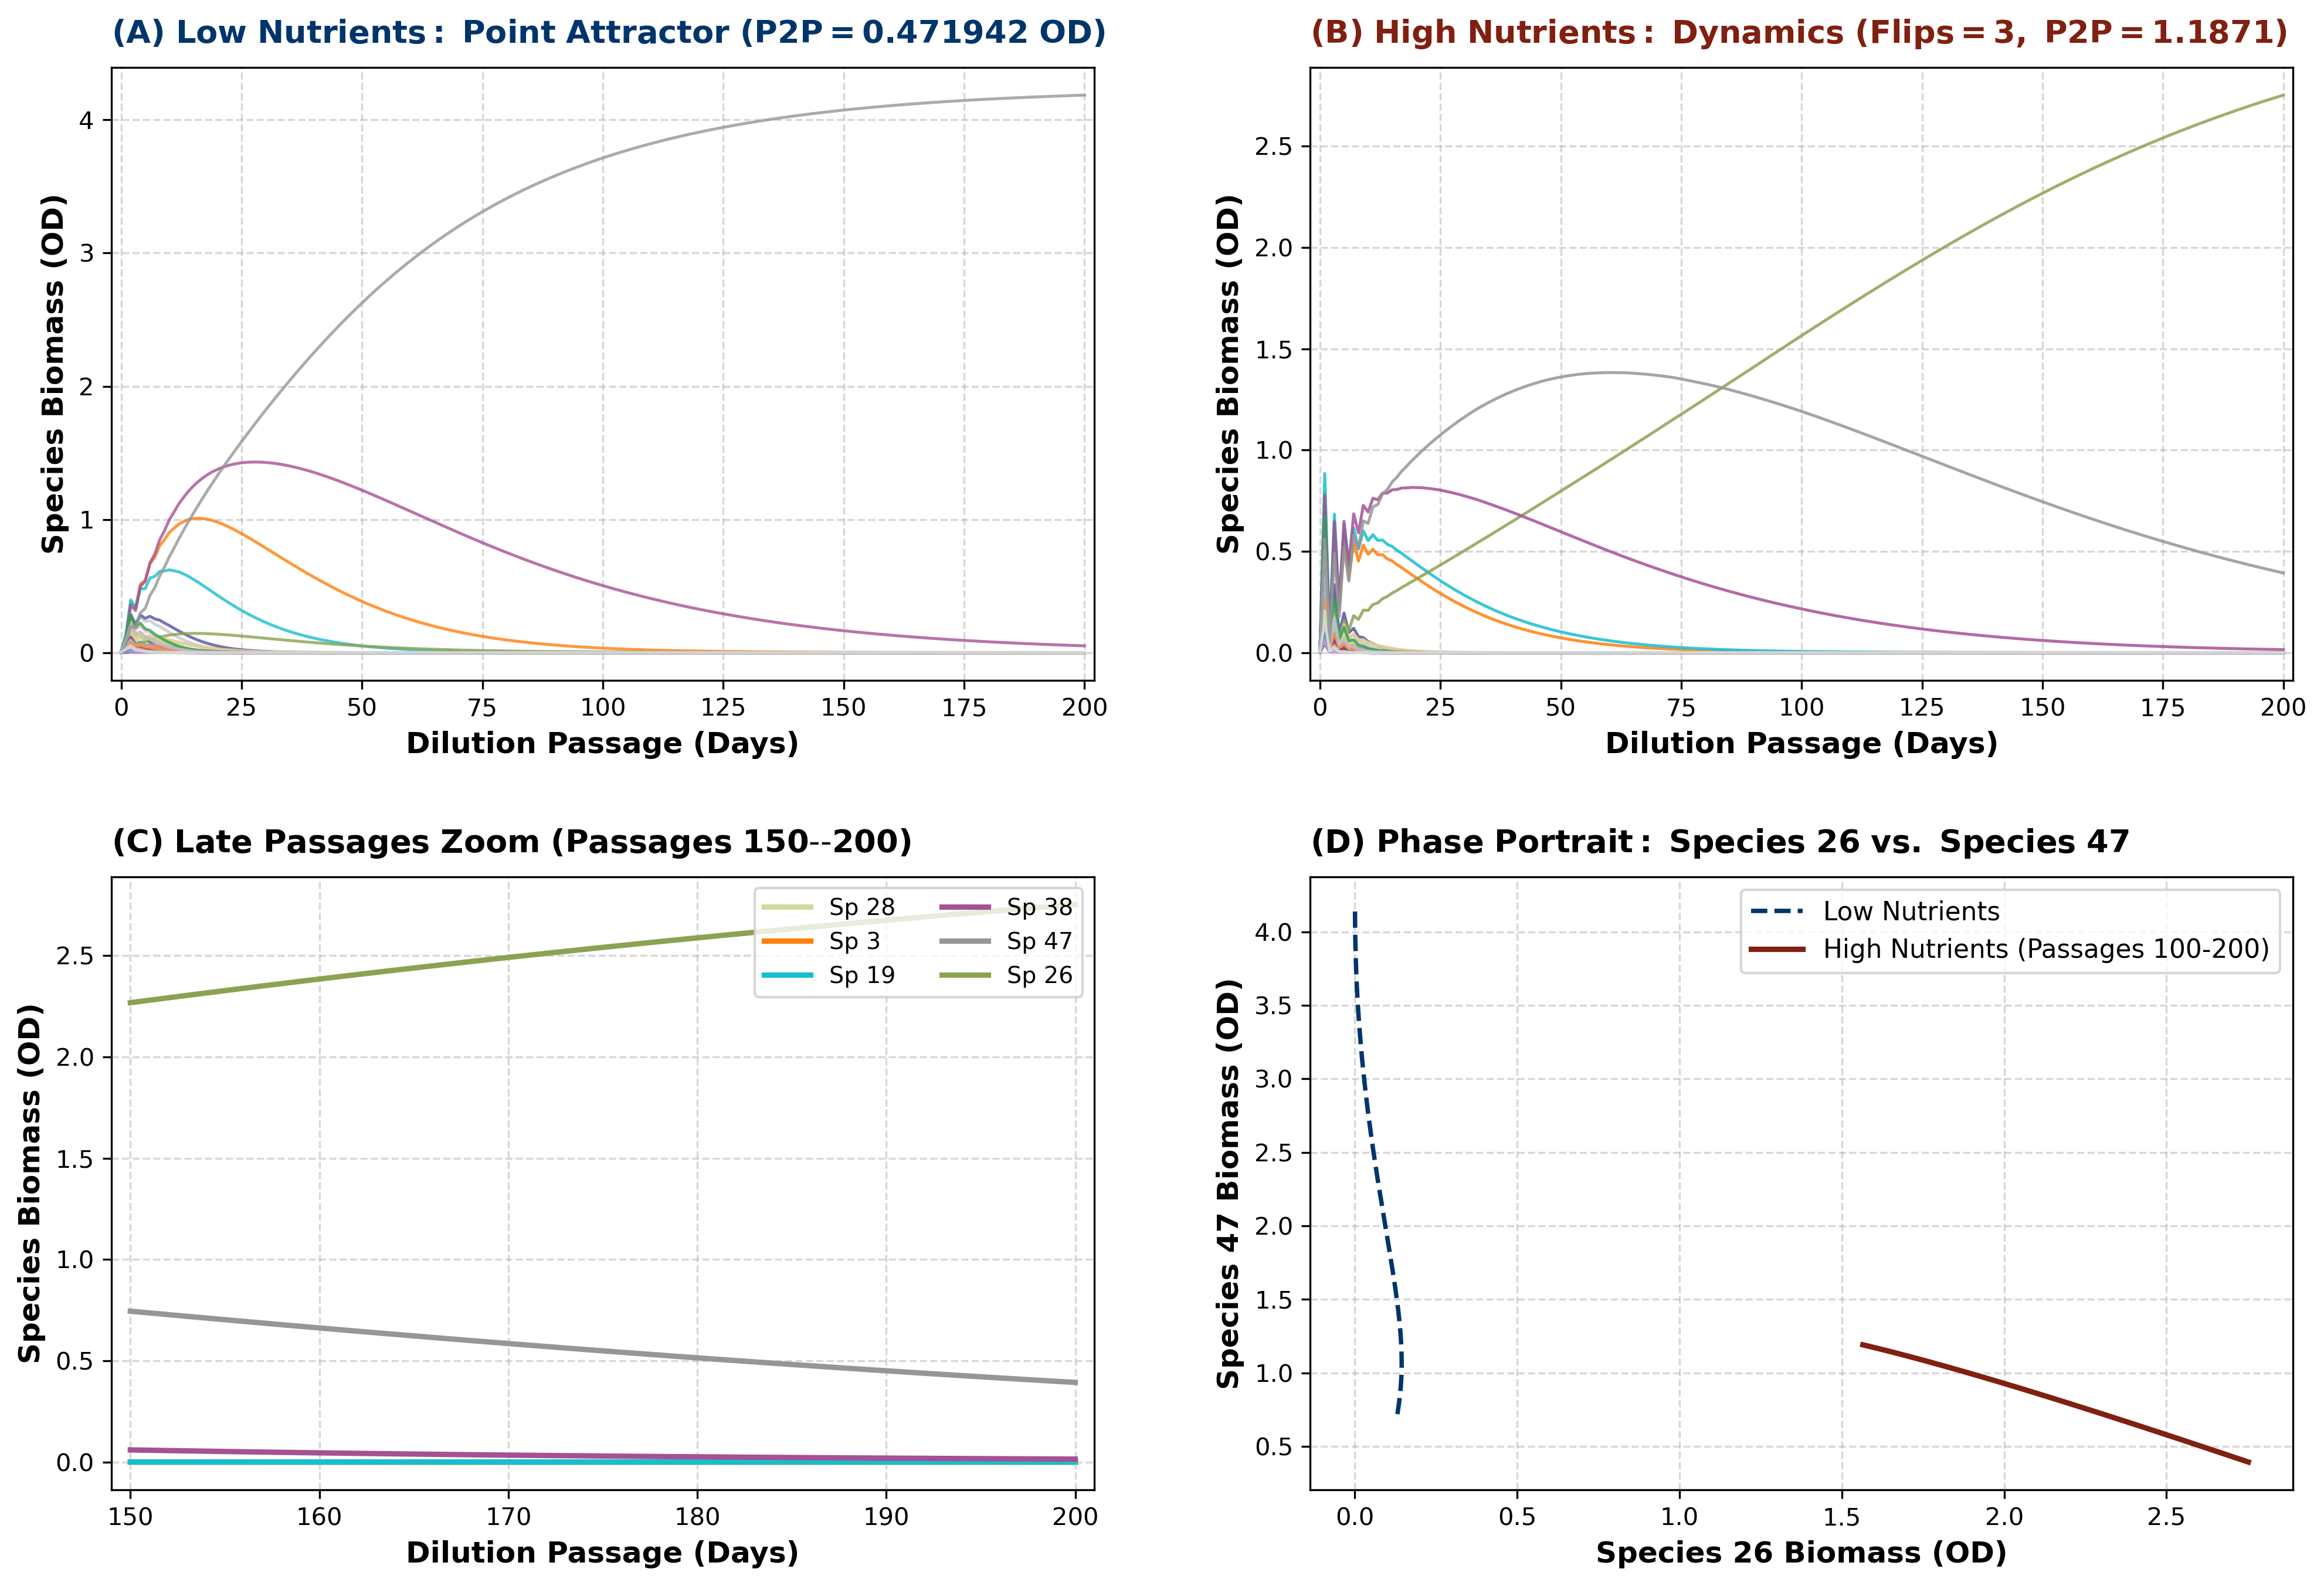 (A) Low Nutrients: Point Attractor (P2P = 0.471942 OD)
Species Biomass (OD)
4
3
2
1
0
0 25 50 75 100 125 150 175 200
Dilution Passage (Days)
(B) High Nutrients: Dynamics (Flips = 3, P2P = 1.1871)
Species Biomass (OD)
2.5
2.0
1.5
1.0
0.5
0.0
0 25 50 75 100 125 150 175 200
Dilution Passage (Days)
(C) Late Passages Zoom (Passages 150--200)
Species Biomass (OD)
2.5
2.0
1.5
1.0
0.5
0.0
Sp 28
Sp 3
Sp 19
Sp 38
Sp 47
Sp 26
150 160 170 180 190 200
Dilution Passage (Days)
(D) Phase Portrait: Species 26 vs. Species 47
Species 47 Biomass (OD)
4.0
3.5
3.0
2.5
2.0
1.5
1.0
0.5
Low Nutrients
High Nutrients (Passages 100-200)
0.0 0.5 1.0 1.5 2.0 2.5
Species 26 Biomass (OD)